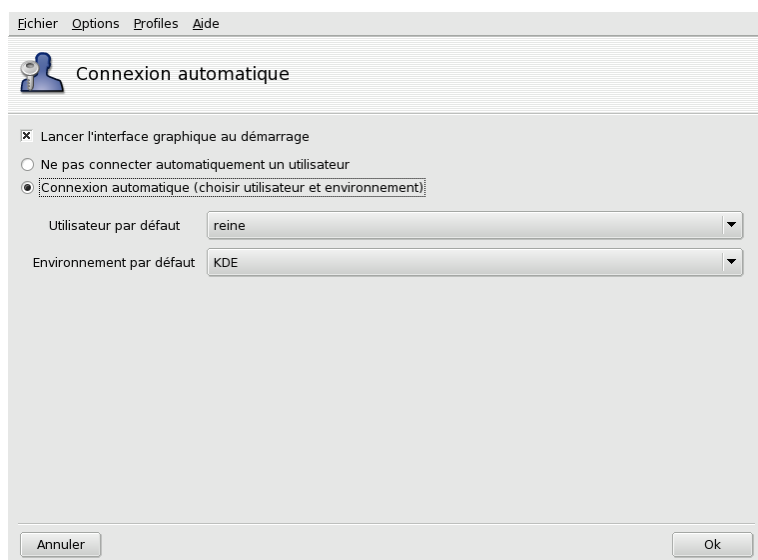 Fichier Options Profiles Aide
Connexion automatique
Lancer l'interface graphique au démarrage
Ne pas connecter automatiquement un utilisateur
Connexion automatique (choisir utilisateur et environnement)
Utilisateur par défaut reine
Environnement par défaut KDE
Annuler Ok